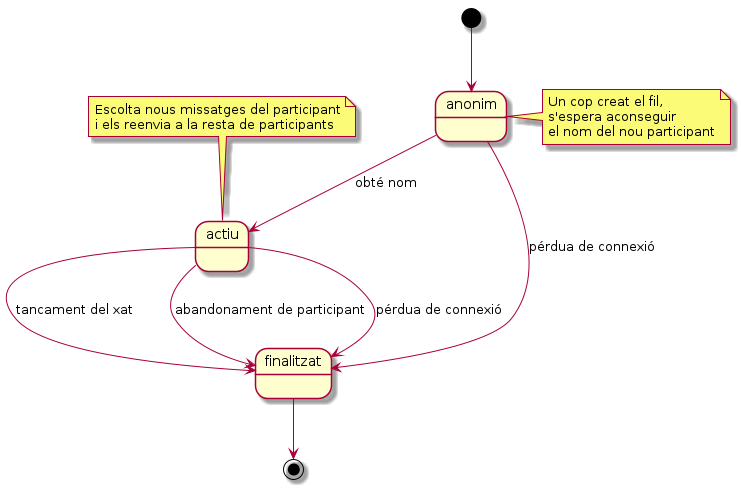 anonim
Un cop creat el fil,
s'espera aconseguir
el nom del nou participant
Escolta nous missatges del participant
i els reenvia a la resta de participants
obté nom
actiu
pérdua de connexió
tancament del xat
abandonament de participant
pérdua de connexió
finalitzat